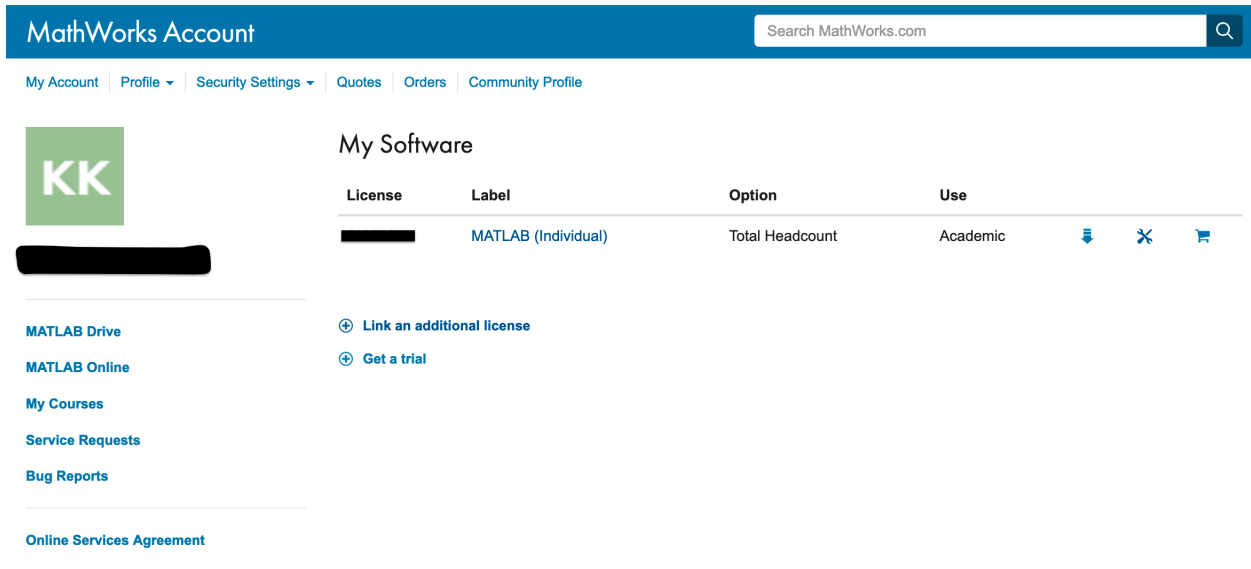 MathWorks Account
Search MathWorks.com
My Account Profile Security Settings Quotes Orders Community Profile
KK
My Software
License Label Option Use
MATLAB (Individual) Total Headcount Academic
Link an additional license
Get a trial
MATLAB Drive
MATLAB Online
My Courses
Service Requests
Bug Reports
Online Services Agreement